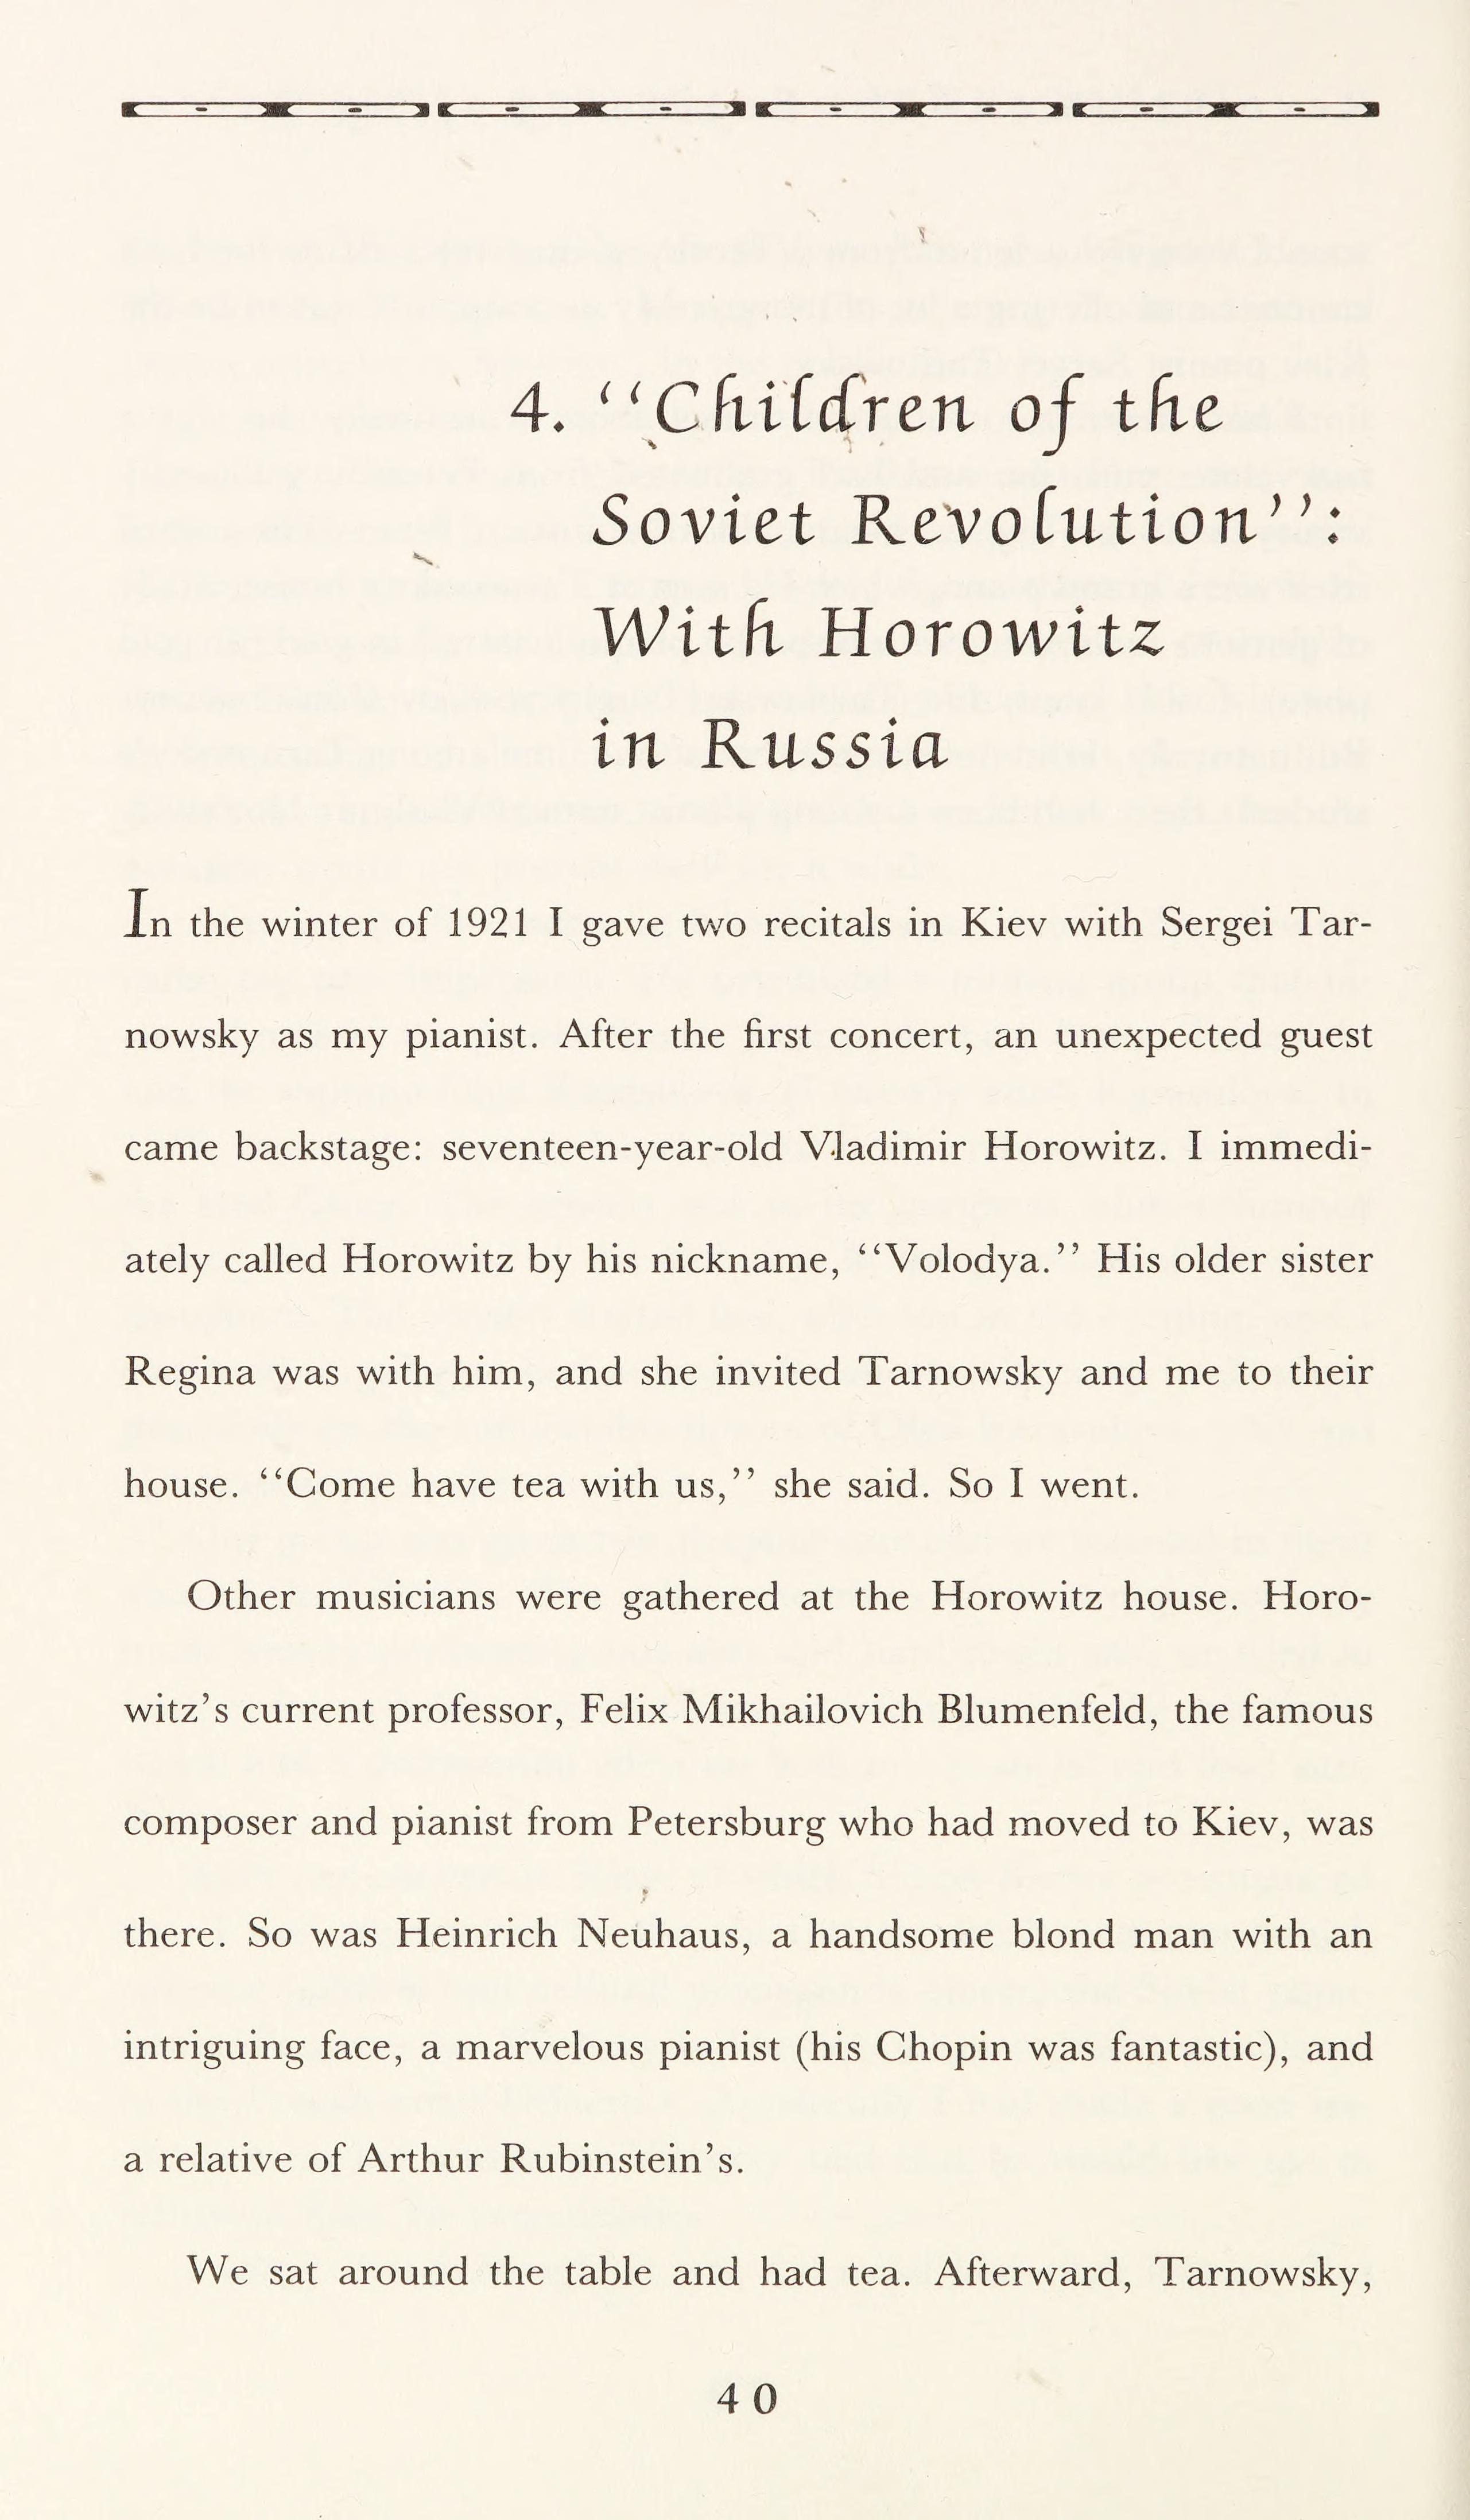 4. ‘‘Children of the
Soviet Revolution’’:
With Horowitz
in Russia
In the winter of 1921 I gave two recitals in Kiev with Sergei Tar-
nowsky as my pianist. After the first concert, an unexpected guest
came backstage: seventeen-year-old Vladimir Horowitz. I immedi-
ately called Horowitz by his nickname, ‘‘Volodya.’’ His older sister
Regina was with him, and she invited Tarnowsky and me to their
house. ‘‘Come have tea with us,’’ she said. So I went.
Other musicians were gathered at the Horowitz house. Horo-
witz’s current professor, Felix Mikhailovich Blumenfeld, the famous
composer and pianist from Petersburg who had moved to Kiev, was
there. So was Heinrich Neuhaus, a handsome blond man with an
intriguing face, a marvelous pianist (his Chopin was fantastic), and
a relative of Arthur Rubinstein’s.
We sat around the table and had tea. Afterward, Tarnowsky,
40